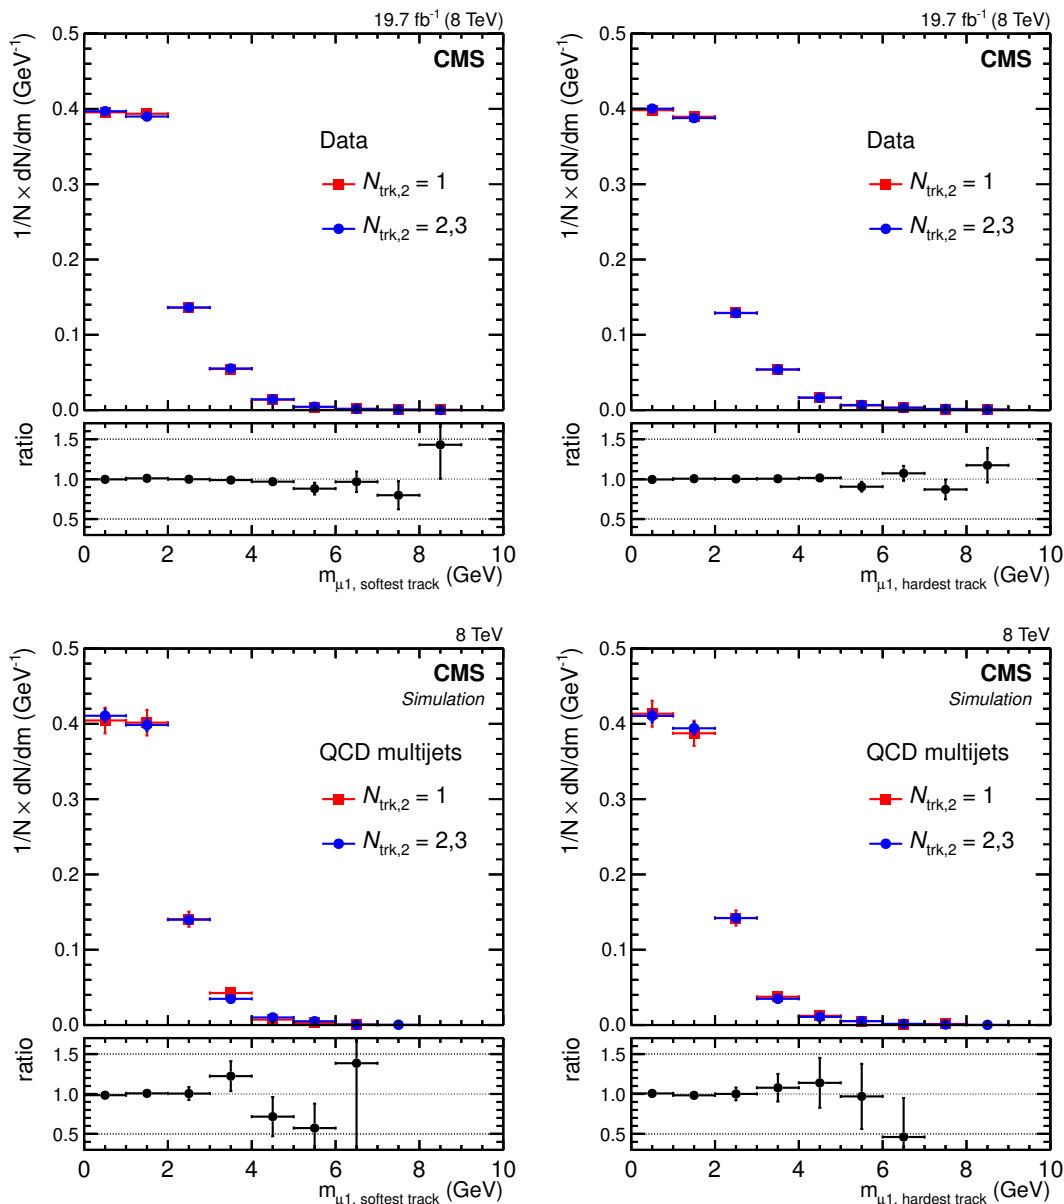 19.7 fb⁻¹ (8 TeV)
1/N × dN/dm (GeV⁻¹)
0.5
0.4
0.3
0.2
0.1
0.0
CMS
Data
N_trk,2 = 1
N_trk,2 = 2,3
ratio
1.5
1.0
0.5
0 2 4 6 8 10
m_μ1, softest track (GeV)
19.7 fb⁻¹ (8 TeV)
1/N × dN/dm (GeV⁻¹)
0.5
0.4
0.3
0.2
0.1
0.0
CMS
Data
N_trk,2 = 1
N_trk,2 = 2,3
ratio
1.5
1.0
0.5
0 2 4 6 8 10
m_μ1, hardest track (GeV)
8 TeV
1/N × dN/dm (GeV⁻¹)
0.5
0.4
0.3
0.2
0.1
0.0
CMS
Simulation
QCD multijets
N_trk,2 = 1
N_trk,2 = 2,3
ratio
1.5
1.0
0.5
0 2 4 6 8 10
m_μ1, softest track (GeV)
8 TeV
1/N × dN/dm (GeV⁻¹)
0.5
0.4
0.3
0.2
0.1
0.0
CMS
Simulation
QCD multijets
N_trk,2 = 1
N_trk,2 = 2,3
ratio
1.5
1.0
0.5
0 2 4 6 8 10
m_μ1, hardest track (GeV)